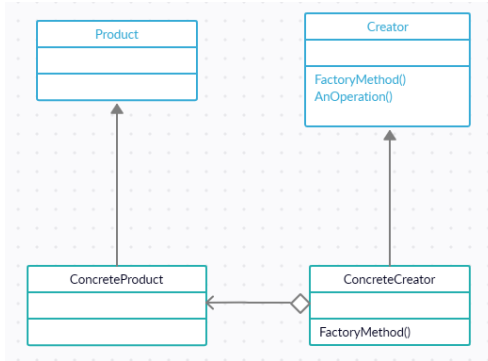 Product
Creator
FactoryMethod()
AnOperation()
ConcreteProduct
ConcreteCreator
FactoryMethod()